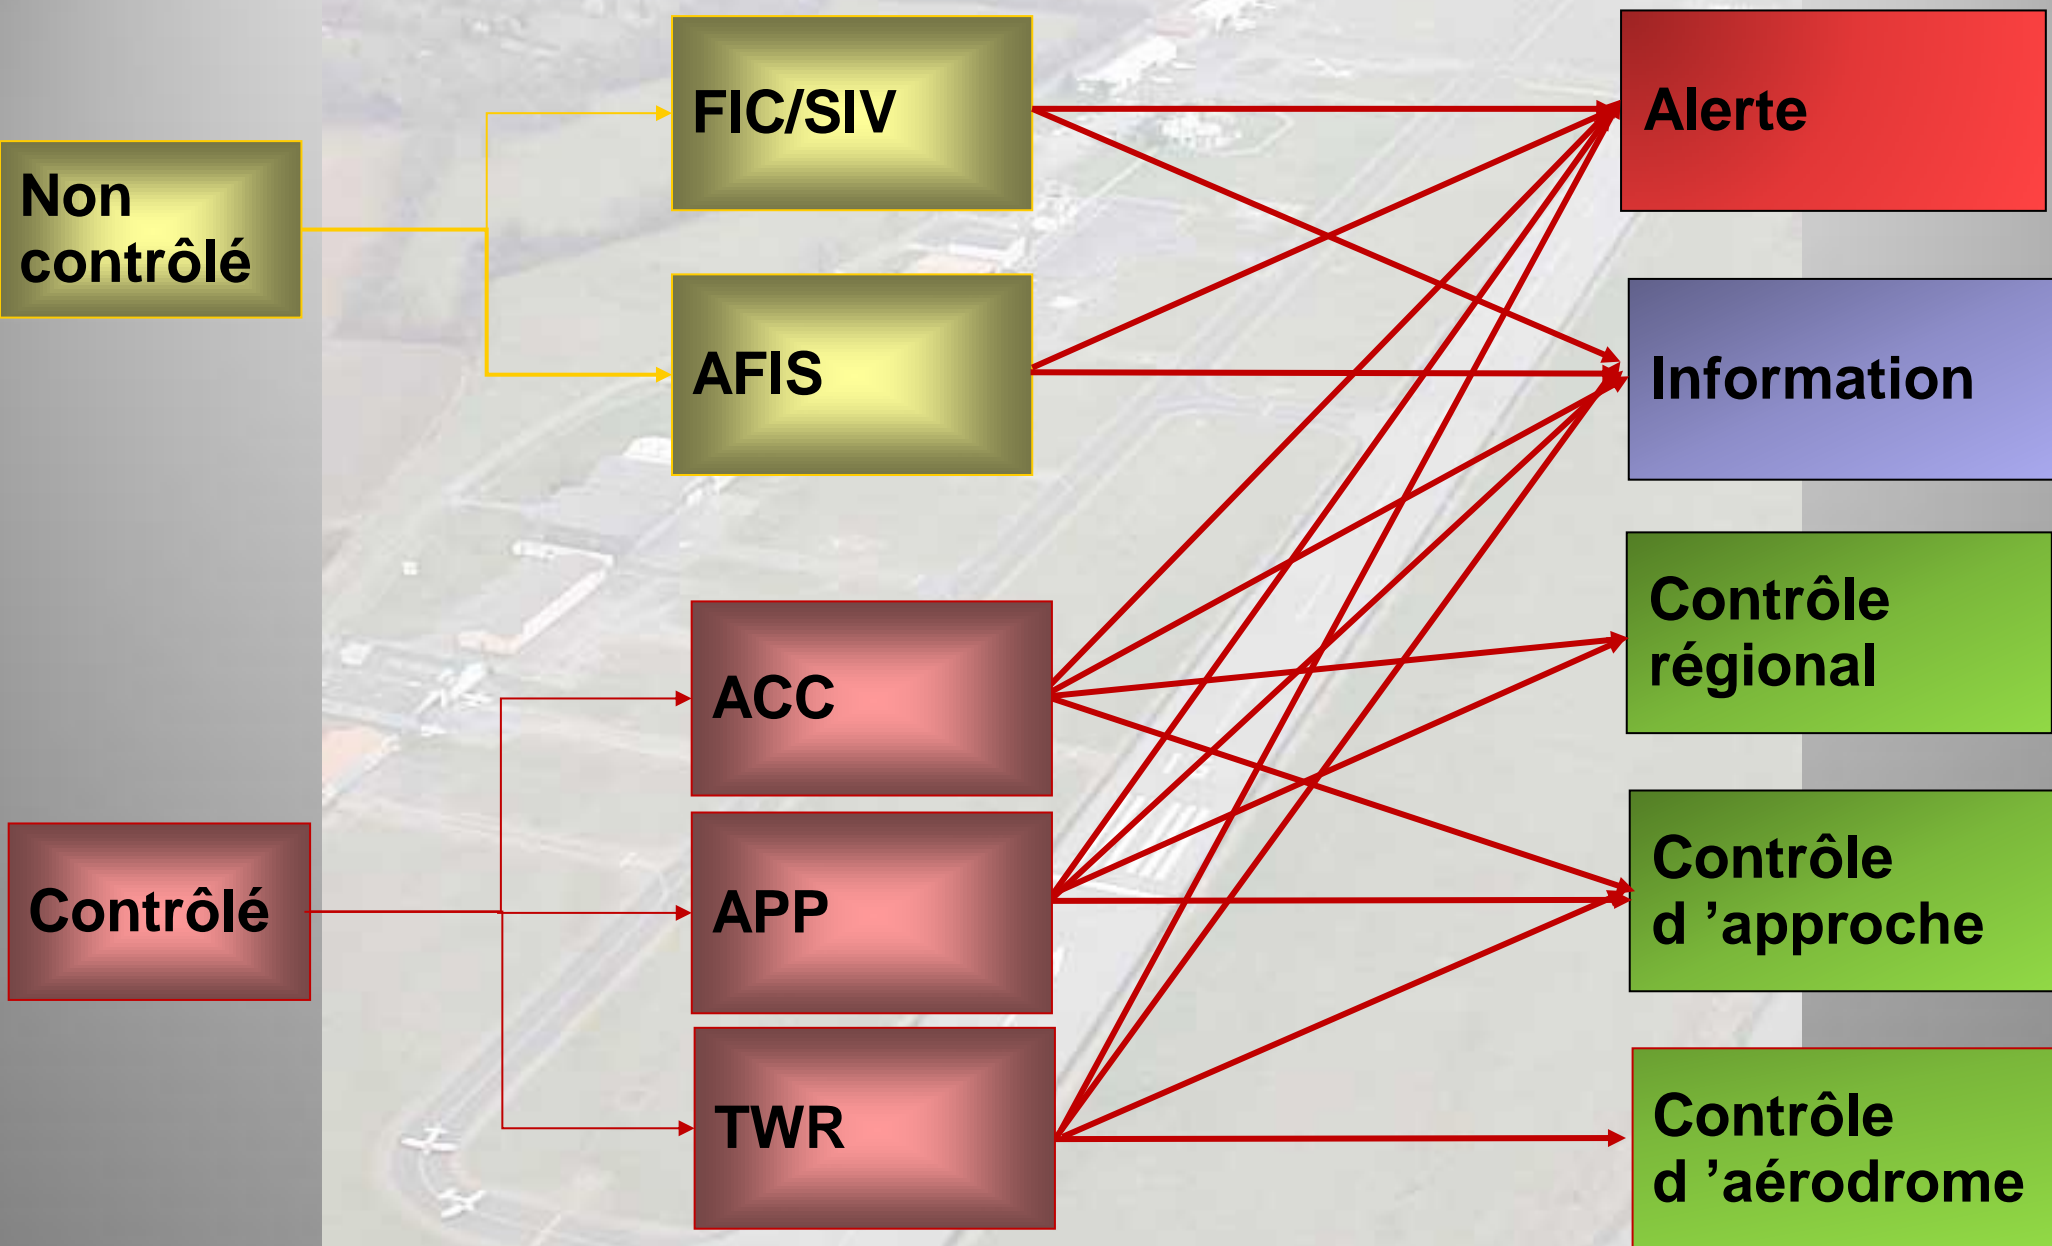 Non
contrôlé
FIC/SIV
AFIS
Alerte
Information
Contrôlé
ACC
APP
TWR
Contrôle
régional
Contrôle
d ’approche
Contrôle
d ’aérodrome